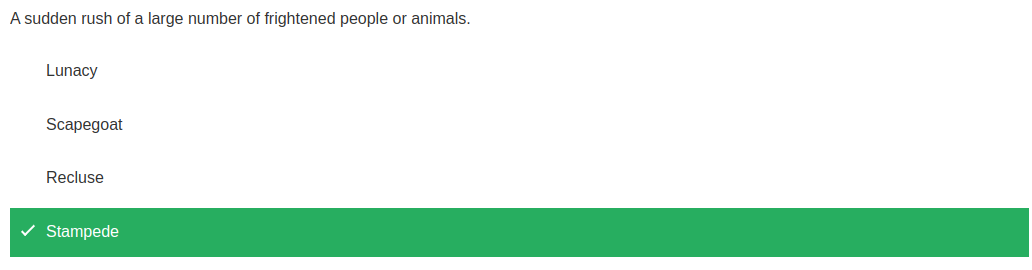 A sudden rush of a large number of frightened people or animals.
Lunacy
Scapegoat
Recluse
Stampede